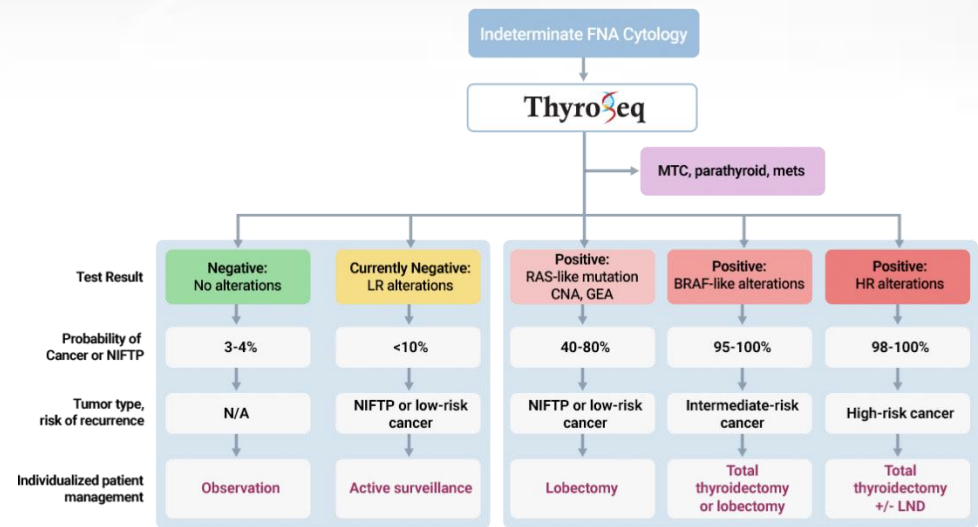 Indeterminate FNA Cytology
ThyroSeq
MTC, parathyroid, mets
Test Result
Negative:
No alterations
Currently Negative:
LR alterations
Positive:
RAS-like mutation
CNA, GEA
Positive:
BRAF-like alterations
Positive:
HR alterations
Probability of
Cancer or NIFTP
3-4%
<10%
40-80%
95-100%
98-100%
Tumor type,
risk of recurrence
N/A
NIFTP or low-risk
cancer
NIFTP or low-risk
cancer
Intermediate-risk
cancer
High-risk cancer
Individualized patient
management
Observation
Active surveillance
Lobectomy
Total
thyroidectomy
or lobectomy
Total
thyroidectomy
+/- LND